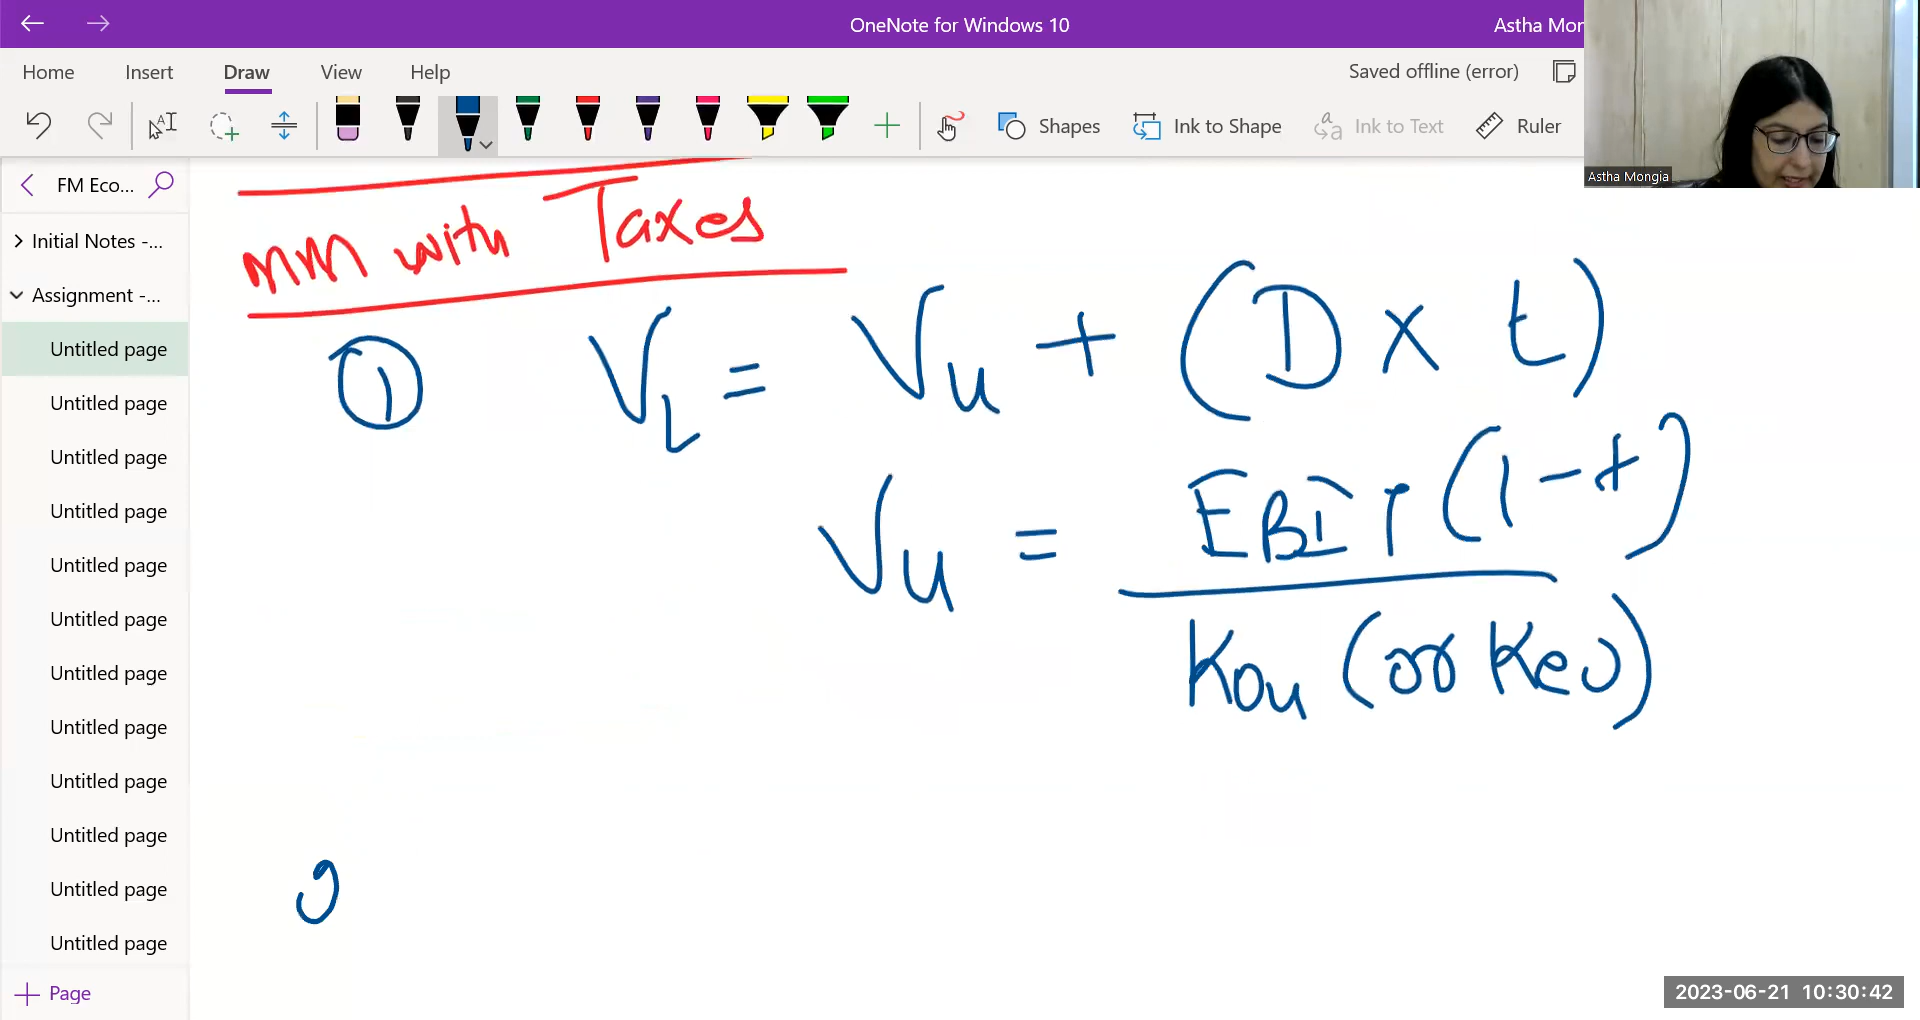 OneNote for Windows 10
Astha Mon
Home Insert Draw View Help
Saved offline (error)
Shapes Ink to Shape Ink to Text Ruler
Astha Mongia
FM Eco...
Initial Notes -...
Assignment -...
Untitled page
Untitled page
Untitled page
Untitled page
Untitled page
Untitled page
Untitled page
Untitled page
Untitled page
Untitled page
Untitled page
Untitled page
Page
MM with Taxes
① VL = Vu + (D x t)
Vu = EBIT (1-t)
Kou (or Keu)
2023-06-21 10:30:42